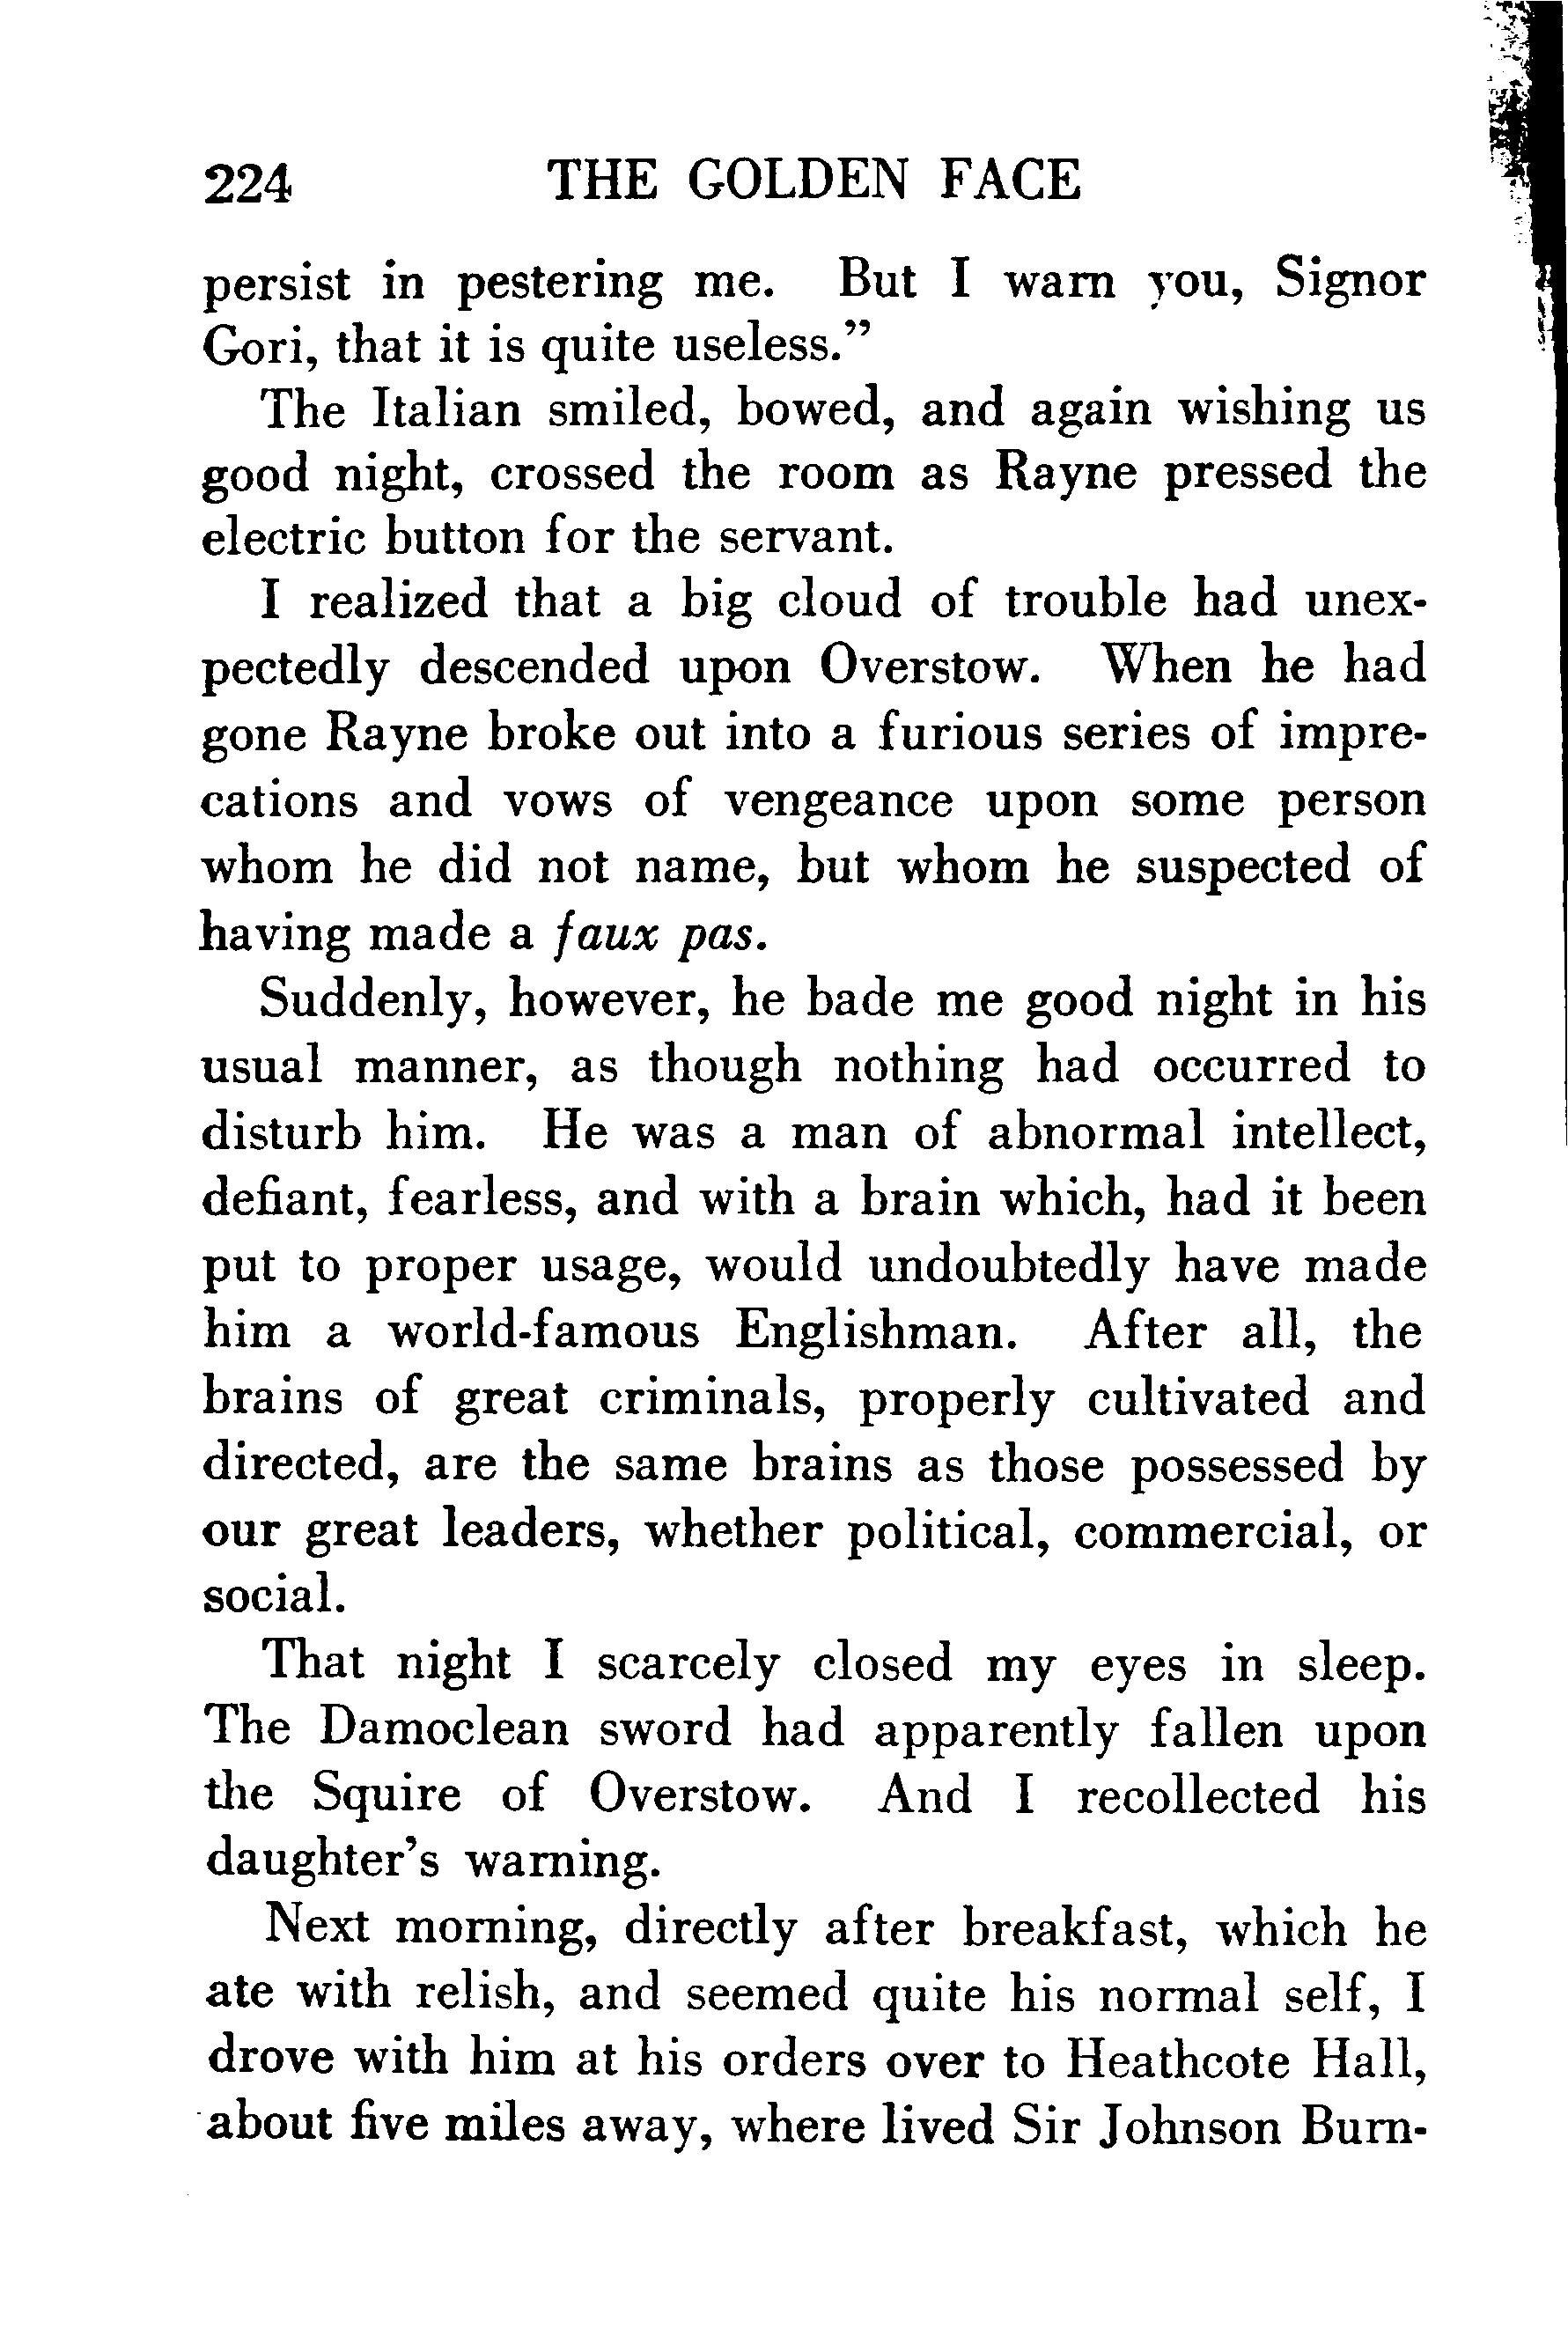 224 THE GOLDEN FACE
persist in pestering me. But I warn you, Signor
Gori, that it is quite useless.”
The Italian smiled, bowed, and again wishing us
good night, crossed the room as Rayne pressed the
electric button for the servant.
I realized that a big cloud of trouble had unex-
pectedly descended upon Overstow. When he had
gone Rayne broke out into a furious series of impre-
cations and vows of vengeance upon some person
whom he did not name, but whom he suspected of
having made a faux pas.
Suddenly, however, he bade me good night in his
usual manner, as though nothing had occurred to
disturb him. He was a man of abnormal intellect,
defiant, fearless, and with a brain which, had it been
put to proper usage, would undoubtedly have made
him a world-famous Englishman. After all, the
brains of great criminals, properly cultivated and
directed, are the same brains as those possessed by
our great leaders, whether political, commercial, or
social.
That night I scarcely closed my eyes in sleep.
The Damoclean sword had apparently fallen upon
the Squire of Overstow. And I recollected his
daughter’s warning.
Next morning, directly after breakfast, which he
ate with relish, and seemed quite his normal self, I
drove with him at his orders over to Heathcote Hall,
about five miles away, where lived Sir Johnson Burn-